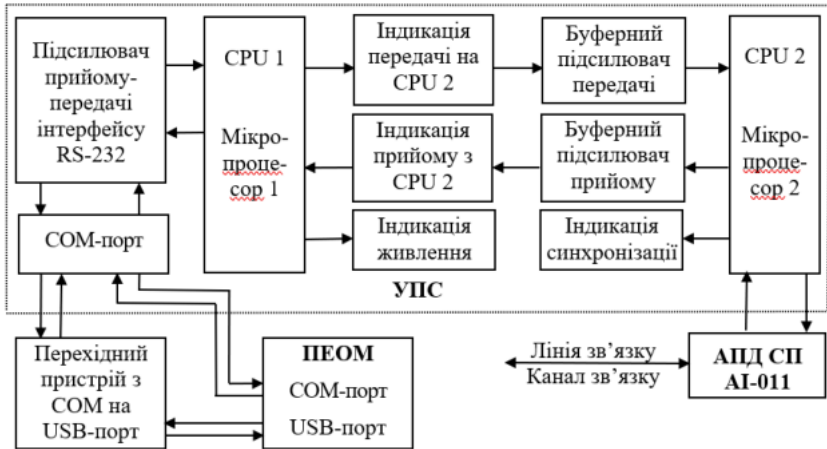 Підсилювач
прийому-
передачі
інтерфейсу
RS-232
CPU 1
Мікро-
проце-
сор 1
Індикація
передачі на
CPU 2
Буферний
підсилювач
передачі
CPU 2
Мікро-
проце-
сор 2
Індикація
прийому з
CPU 2
Буферний
підсилювач
прийому
COM-порт
Індикація
живлення
Індикація
синхронізації
УПС
Перехідний
пристрій з
COM на
USB-порт
ПЕОМ
COM-порт
USB-порт
Лінія зв’язку
Канал зв’язку
АПД СП
АІ-011